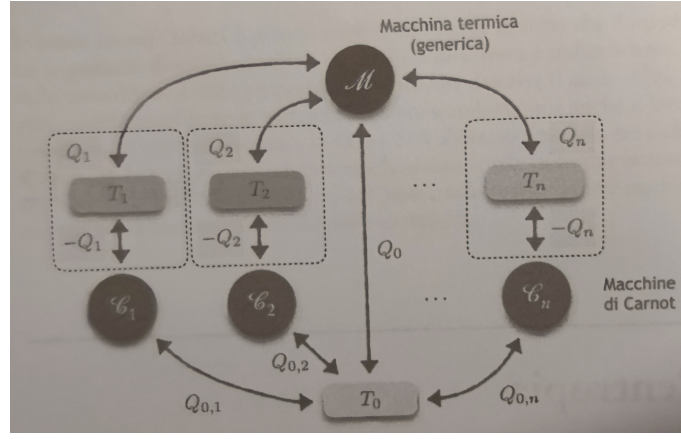 Macchina termica
(generica)
ℳ
Q₁
Q₂
Qₙ
T₁
T₂
...
Tₙ
-Q₁
-Q₂
Q₀
-Qₙ
𝒞₁
𝒞₂
...
𝒞ₙ
Macchine
di Carnot
Q₀,₂
Q₀,₁
T₀
Q₀,ₙ